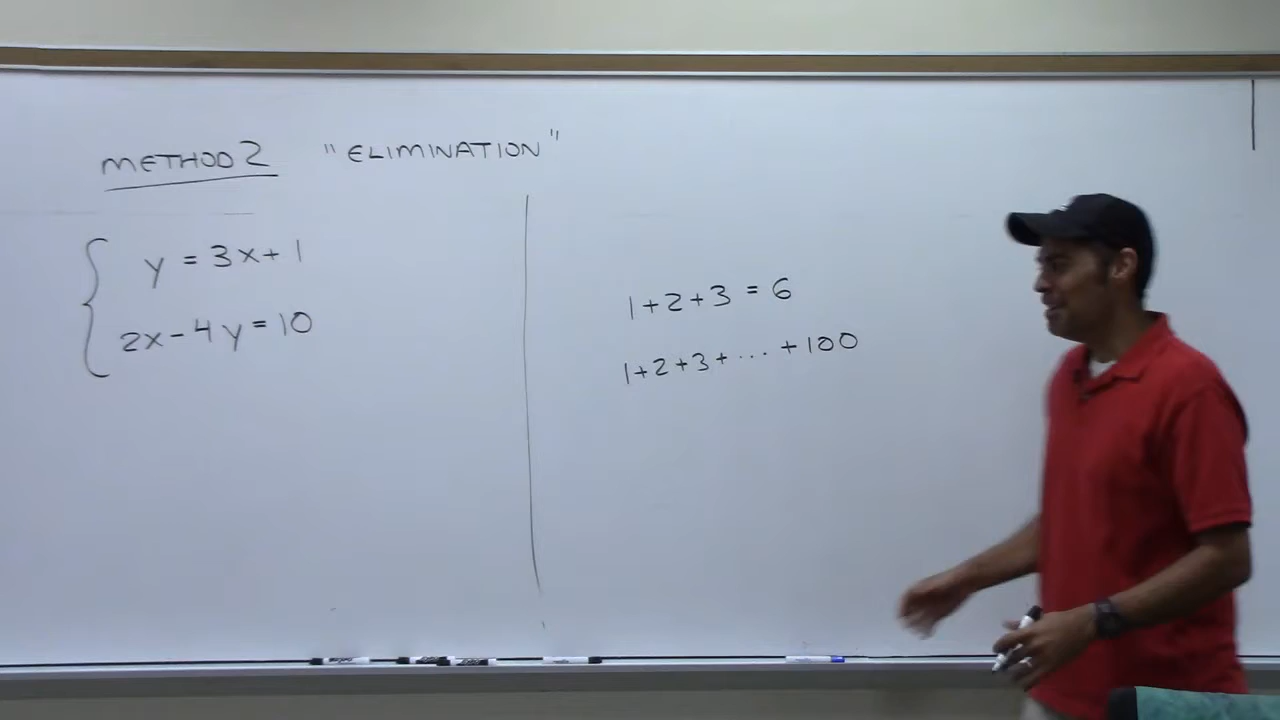 METHOD 2 "ELIMINATION"
y = 3x + 1
2x - 4y = 10
1 + 2 + 3 = 6
1 + 2 + 3 + ... + 100